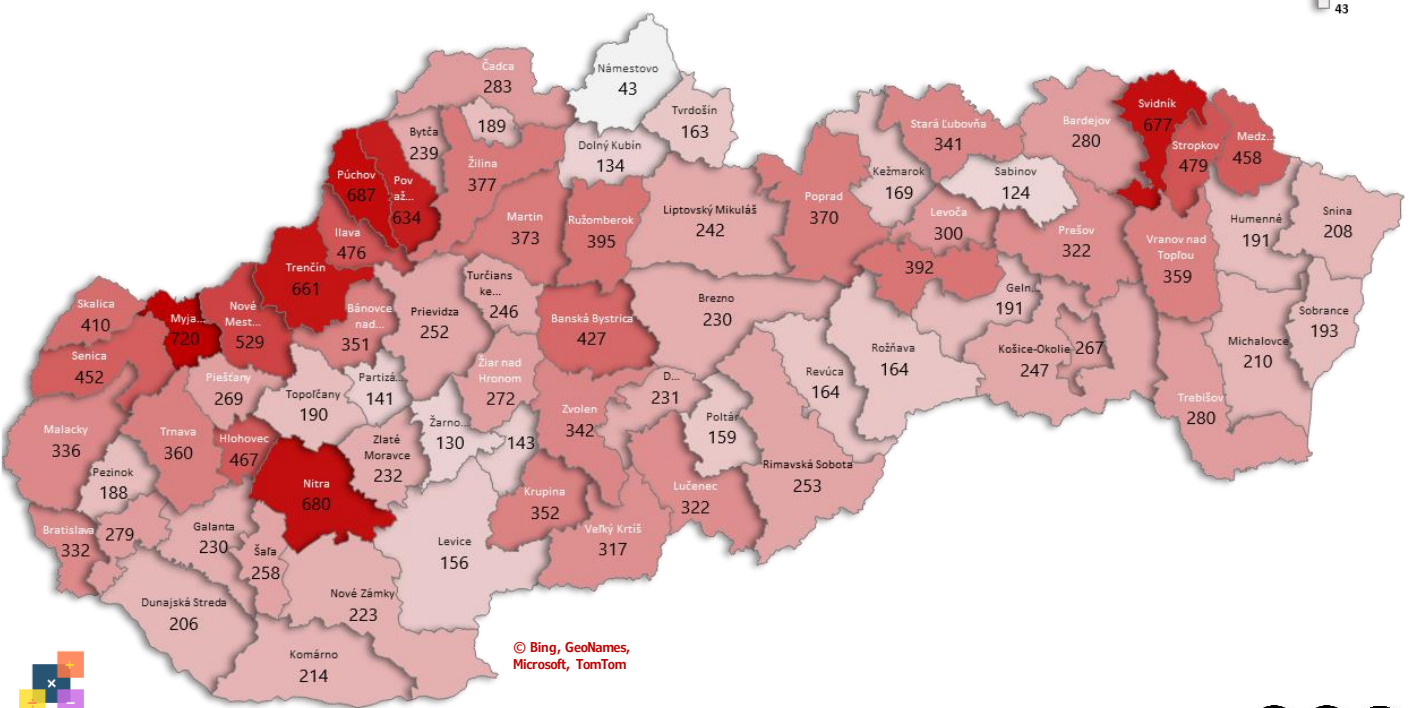 43
Čadca
283
Námestovo
43
Tvrdošín
163
Bytča
239
189
Dolný Kubín
134
Žilina
377
Púchov
687
Pov
až...
634
Ilava
476
Martin
373
Ružomberok
395
Liptovský Mikuláš
242
Poprad
370
Kežmarok
169
Stará Ľubovňa
341
Bardejov
280
Svidník
677
Stropkov
479
Medz...
458
Sabinov
124
Levoča
300
Prešov
322
392
Vranov nad
Topľou
359
Humenné
191
Snina
208
Sobrance
193
Michalovce
210
Trebišov
280
Geln...
191
Košice-Okolie
247
267
Rožňava
164
Revúca
164
Brezno
230
Banská Bystrica
427
Turčians
ke...
246
Prievidza
252
Trenčín
661
Bánovce
nad...
351
Nové
Mest...
529
Myja...
720
Skalica
410
Senica
452
Malacky
336
Pezinok
188
Trnava
360
Piešťany
269
Hlohovec
467
Topoľčany
190
Partizá...
141
Žiar nad
Hronom
272
Žarno...
130
143
Zlaté
Moravce
232
Nitra
680
Zvolen
342
D...
231
Poltár
159
Lučenec
322
Rimavská Sobota
253
Krupina
352
Veľký Krtíš
317
Levice
156
Bratislava
332
279
Galanta
230
Šaľa
258
Nové Zámky
223
Dunajská Streda
206
Komárno
214
© Bing, GeoNames,
Microsoft, TomTom